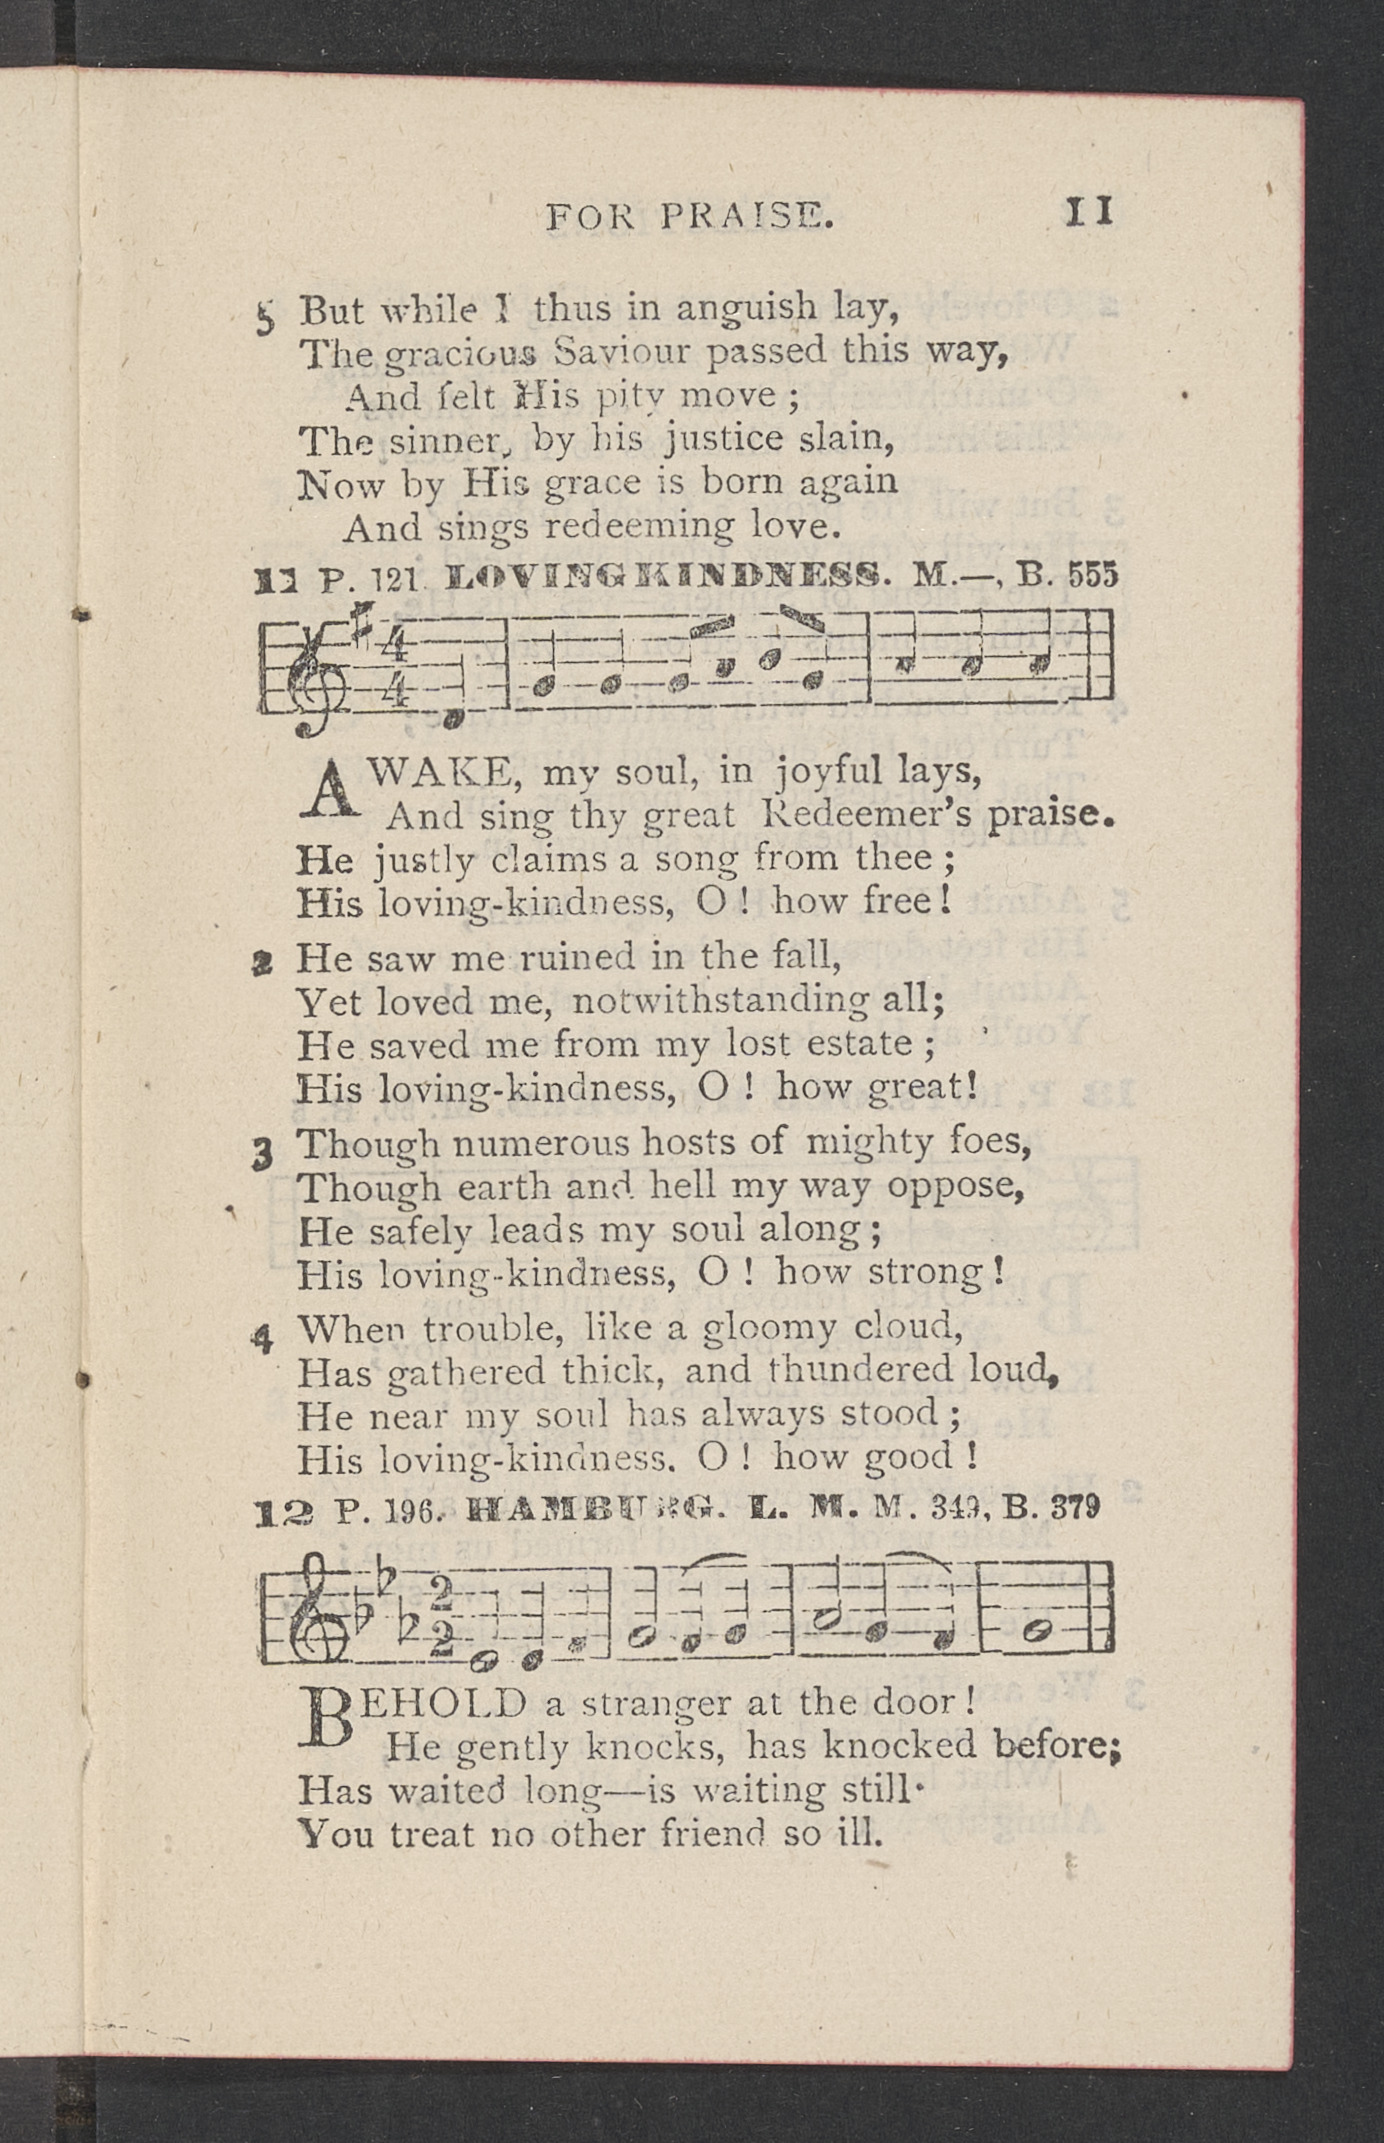 FOR PRAISE. 11
5 But while I thus in anguish lay,
The gracious Saviour passed this way,
And felt His pity move ;
The sinner, by his justice slain,
Now by His grace is born again
And sings redeeming love.
11 P. 121. LOVINGKINDNESS. M.—, B. 555
4
4
AWAKE, my soul, in joyful lays,
And sing thy great Redeemer's praise.
He justly claims a song from thee ;
His loving-kindness, O ! how free !
2 He saw me ruined in the fall,
Yet loved me, notwithstanding all;
He saved me from my lost estate ;
His loving-kindness, O ! how great!
3 Though numerous hosts of mighty foes,
Though earth and hell my way oppose,
He safely leads my soul along ;
His loving-kindness, O ! how strong !
4 When trouble, like a gloomy cloud,
Has gathered thick, and thundered loud,
He near my soul has always stood ;
His loving-kindness. O ! how good !
12 P. 196. HAMBURG. L. M. M. 349, B. 379
2
2
BEHOLD a stranger at the door !
He gently knocks, has knocked before;
Has waited long—is waiting still·
You treat no other friend so ill.